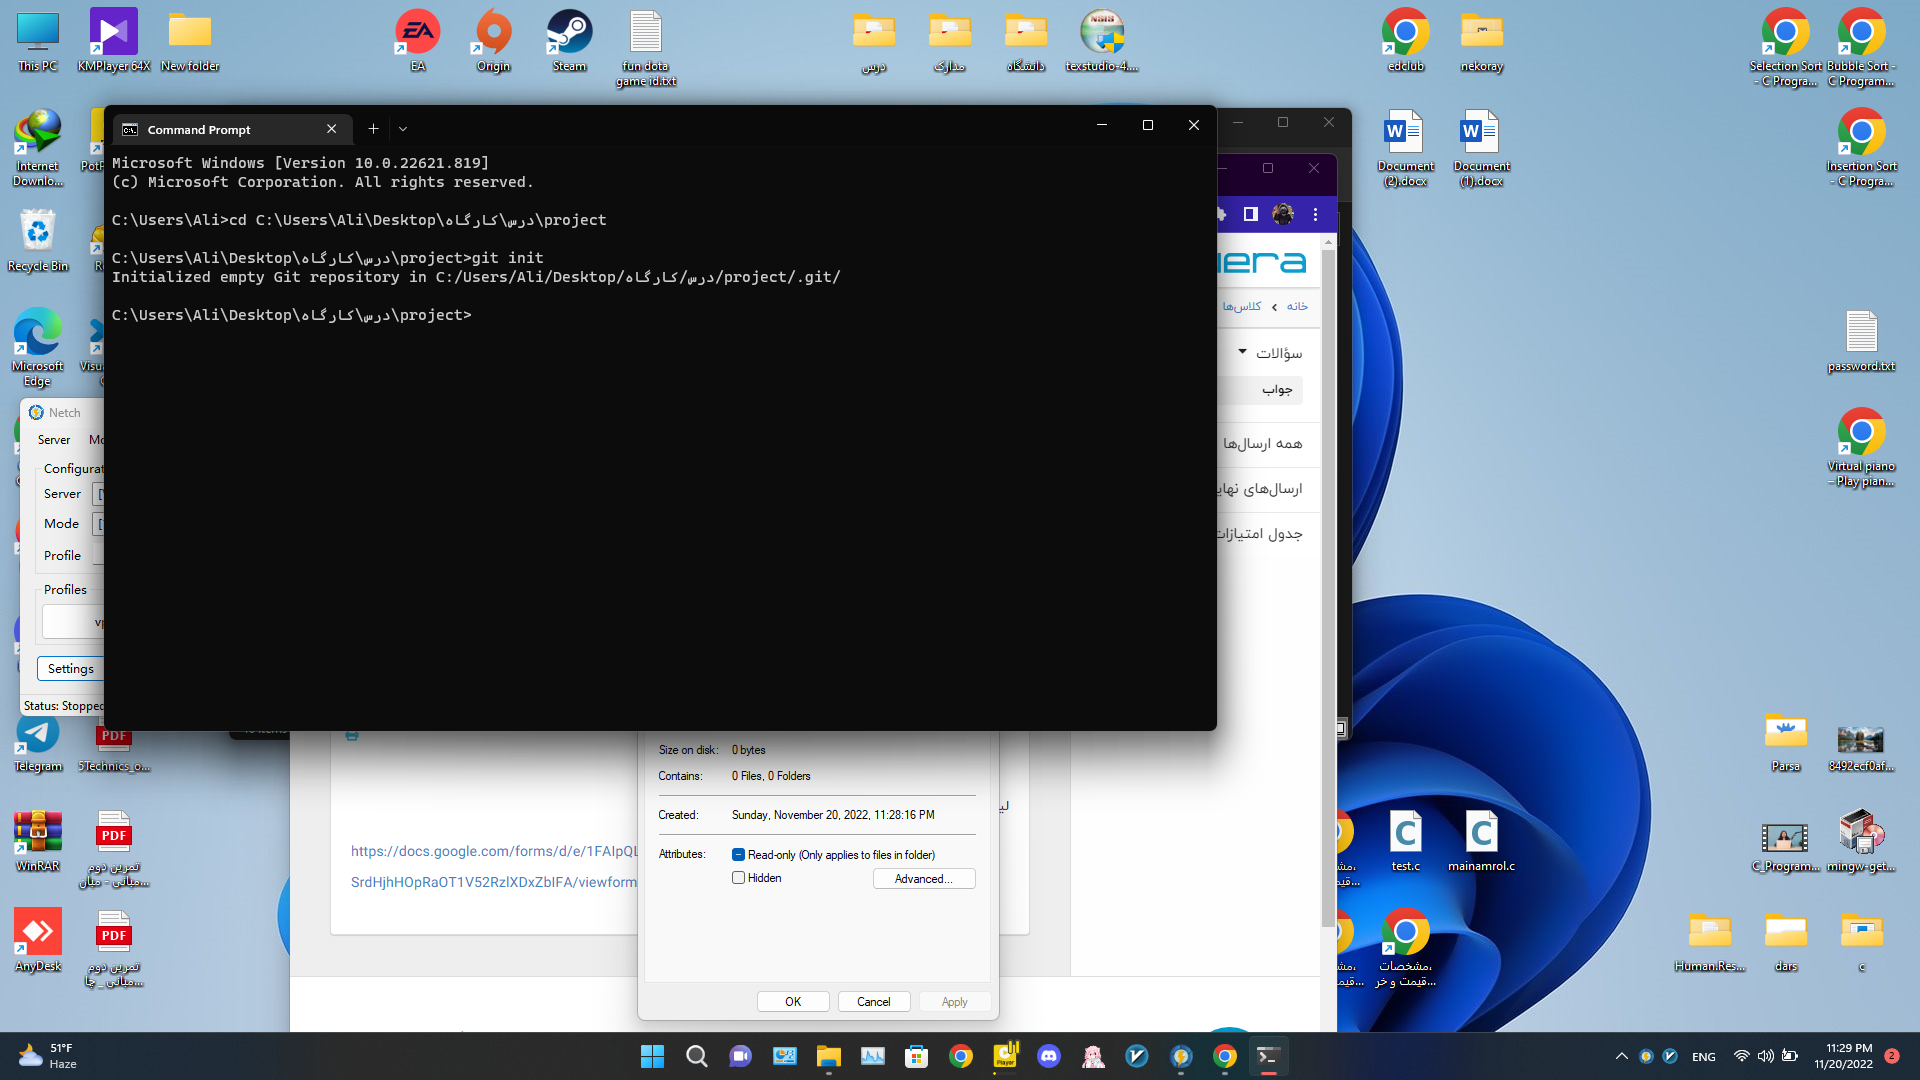 This PC
KMPlayer 64X
New folder
EA
Origin
Steam
fun dota
game id.txt
درس
مدارک
دانشگاه
texstudio-4....
edclub
nekoray
Selection Sort
- C Progra...
Bubble Sort -
C Program...
Internet
Downlo...
Document
(2).docx
Document
(1).docx
Insertion Sort
- C Progra...
Recycle Bin
Command Prompt
Microsoft Windows [Version 10.0.22621.819]
(c) Microsoft Corporation. All rights reserved.
C:\Users\Ali>cd C:\Users\Ali\Desktop\درس\کارگاه\project
C:\Users\Ali\Desktop\درس\کارگاه\project>git init
Initialized empty Git repository in C:/Users/Ali/Desktop/درس/کارگاه/project/.git/
C:\Users\Ali\Desktop\درس\کارگاه\project>
خانه
کلاس‌ها
سؤالات
جواب
همه ارسال‌ها
ارسال‌های
جدول امتیازات
Microsoft
Edge
password.txt
Virtual piano
– Play pian...
Netch
Server
Server
Mode
Profile
Profiles
Settings
Status: Stopped
Telegram
5Technics_o...
Size on disk: 0 bytes
Contains: 0 Files, 0 Folders
Created: Sunday, November 20, 2022, 11:28:16 PM
Attributes: Read-only (Only applies to files in folder)
Hidden
Advanced...
OK
Cancel
Apply
https://docs.google.com/forms/d/e/1FAIpQL
SrdHjhHOpRaOT1V52RzlXDxZbIFA/viewform
WinRAR
PDF
تمرین دوم
مبانی - مبان...
AnyDesk
PDF
تمرین دوم
مبانی _ چا...
PDF
Parsa
8492ecf0af...
test.c
mainamrol.c
C_Program...
mingw-get...
مشخصات،
قیمت و خر...
Human.Res...
dars
c
51°F
Haze
ENG
11:29 PM
11/20/2022
2